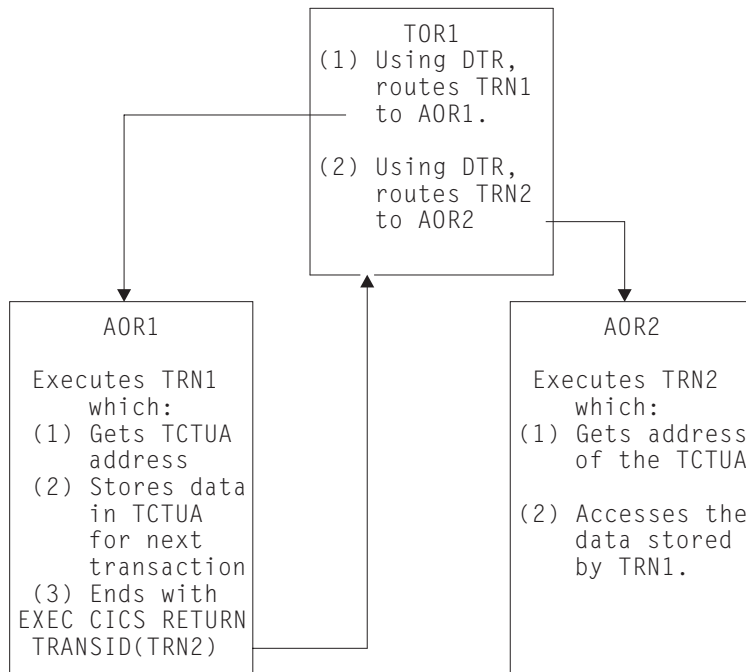 TOR1
(1) Using DTR,
routes TRN1
to AOR1.
(2) Using DTR,
routes TRN2
to AOR2
AOR1
Executes TRN1
which:
(1) Gets TCTUA
address
(2) Stores data
in TCTUA
for next
transaction
(3) Ends with
EXEC CICS RETURN
TRANSID(TRN2)
AOR2
Executes TRN2
which:
(1) Gets address
of the TCTUA
(2) Accesses the
data stored
by TRN1.